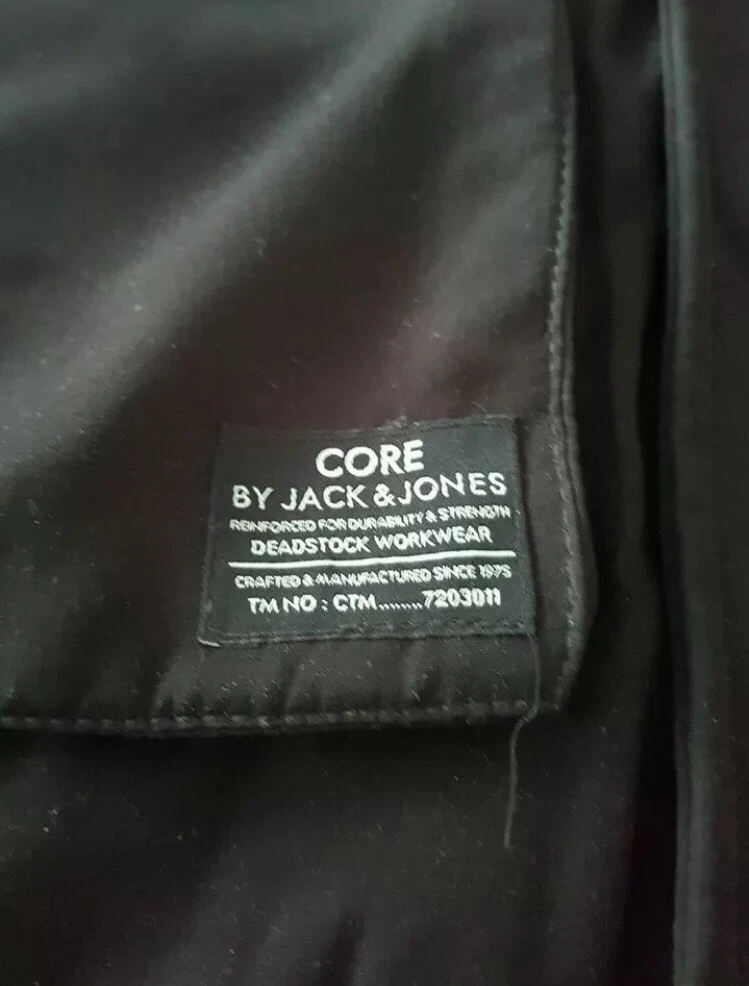 CORE
BY JACK & JONES
REINFORCED FOR DURABILITY & STRENGTH
DEADSTOCK WORKWEAR
CRAFTED & MANUFACTURED SINCE 1975
TM NO : CTM........7203011